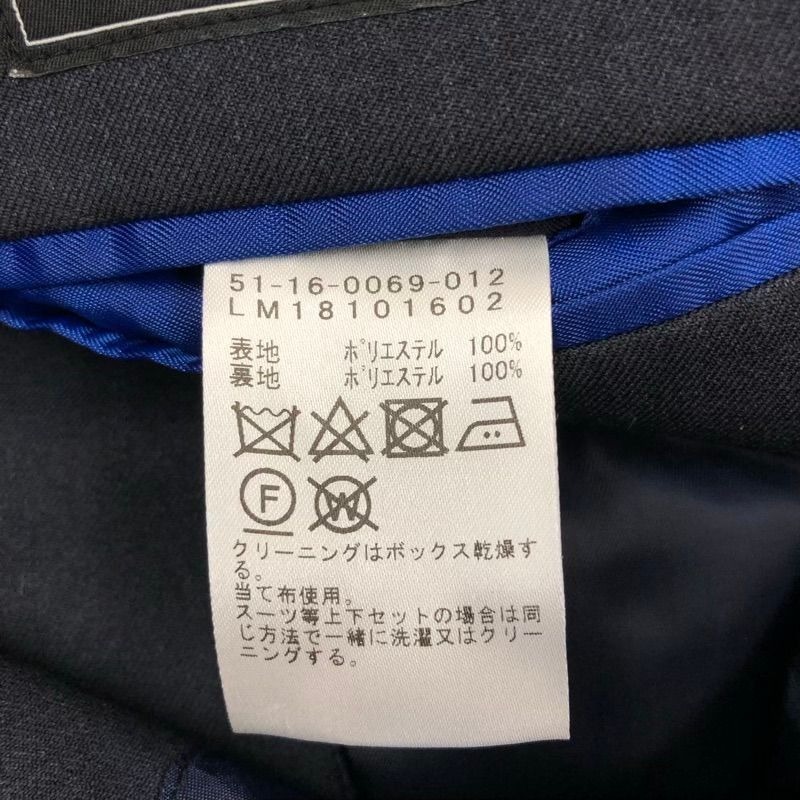 51-16-0069-012
LM18101602
表地 ポリエステル 100%
裏地 ポリエステル 100%
F W
クリーニングはボックス乾燥す
る。
当て布使用。
スーツ等上下セットの場合は同
じ方法で一緒に洗濯又はクリー
ニングする。